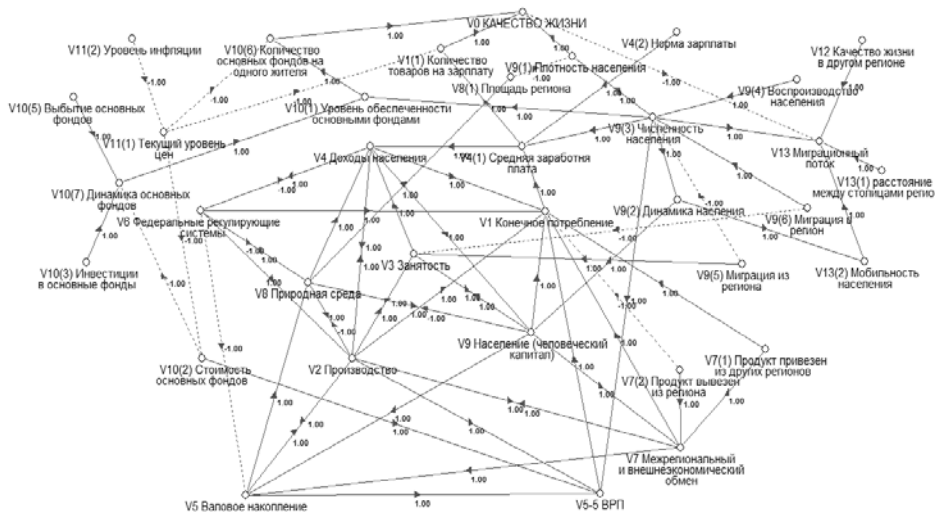 V0 КАЧЕСТВО ЖИЗНИ
V11(2) Уровень инфляции
V10(6) Количество
основных фондов на
одного жителя
V1(1) Количество
товаров на зарплату
V4(2) Норма зарплаты
V12 Качество жизни
в другом регионе
V9(1) Плотность населения
V8(1) Площадь региона
V9(4) Воспроизводство
населения
V10(5) Выбытие основных
фондов
V10(1) Уровень обеспеченности
основными фондами
V11(1) Текущий уровень
цен
V9(3) Численность
населения
V4 Доходы населения
V4(1) Средняя заработня
плата
V13 Миграционный
поток
V13(1) расстояние
между столицами регио
V10(7) Динамика основных
фондов
V6 Федеральные регулирующие
системы
V1 Конечное потребление
V9(2) Динамика насления
V9(6) Миграция в
регион
V3 Занятость
V10(3) Инвестиции
в основные фонды
V8 Природная среда
V9(5) Миграция из
региона
V13(2) Мобильность
населения
V9 Население (человеческий
капитал)
V10(2) Стоимость
основных фондов
V2 Производство
V7(1) Продукт привезен
из других регионов
V7(2) Продукт вывезен
из региона
V7 Межрегиональный
и внешнеэкономический
обмен
V5 Валовое накопление
1.00
V5-5 ВРП